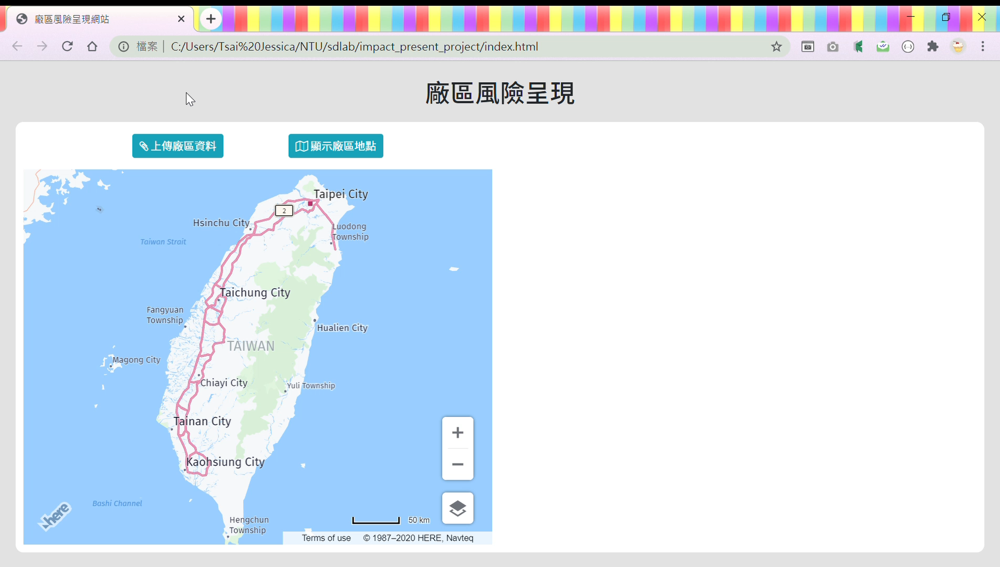 廠區風險呈現網站
檔案 | C:/Users/Tsai%20Jessica/NTU/sdlab/impact_present_project/index.html
廠區風險呈現
上傳廠區資料
顯示廠區地點
Taipei City
2
Hsinchu City
Luodong
Township
Taiwan Strait
Taichung City
Fangyuan
Township
Hualien City
TAIWAN
Magong City
Chiayi City
Yuli Township
Tainan City
Kaohsiung City
Bashi Channel
here
Hengchun
Township
50 km
Terms of use
© 1987–2020 HERE, Navteq